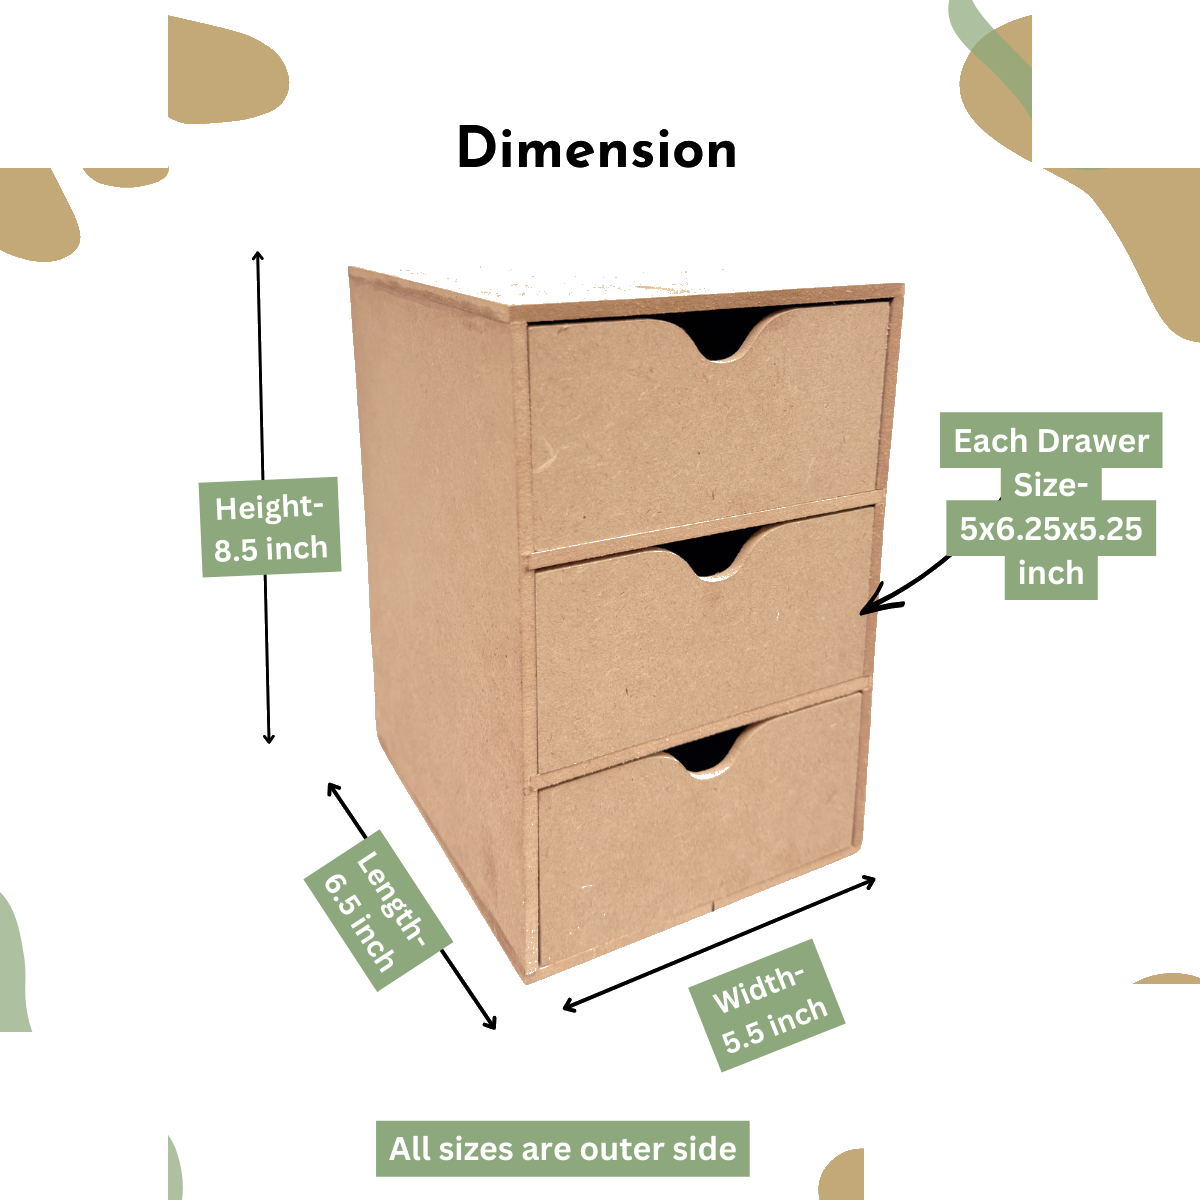 Dimension
Height-
8.5 inch
Each Drawer
Size-
5x6.25x5.25
inch
Length-
6.5 inch
Width-
5.5 inch
All sizes are outer side